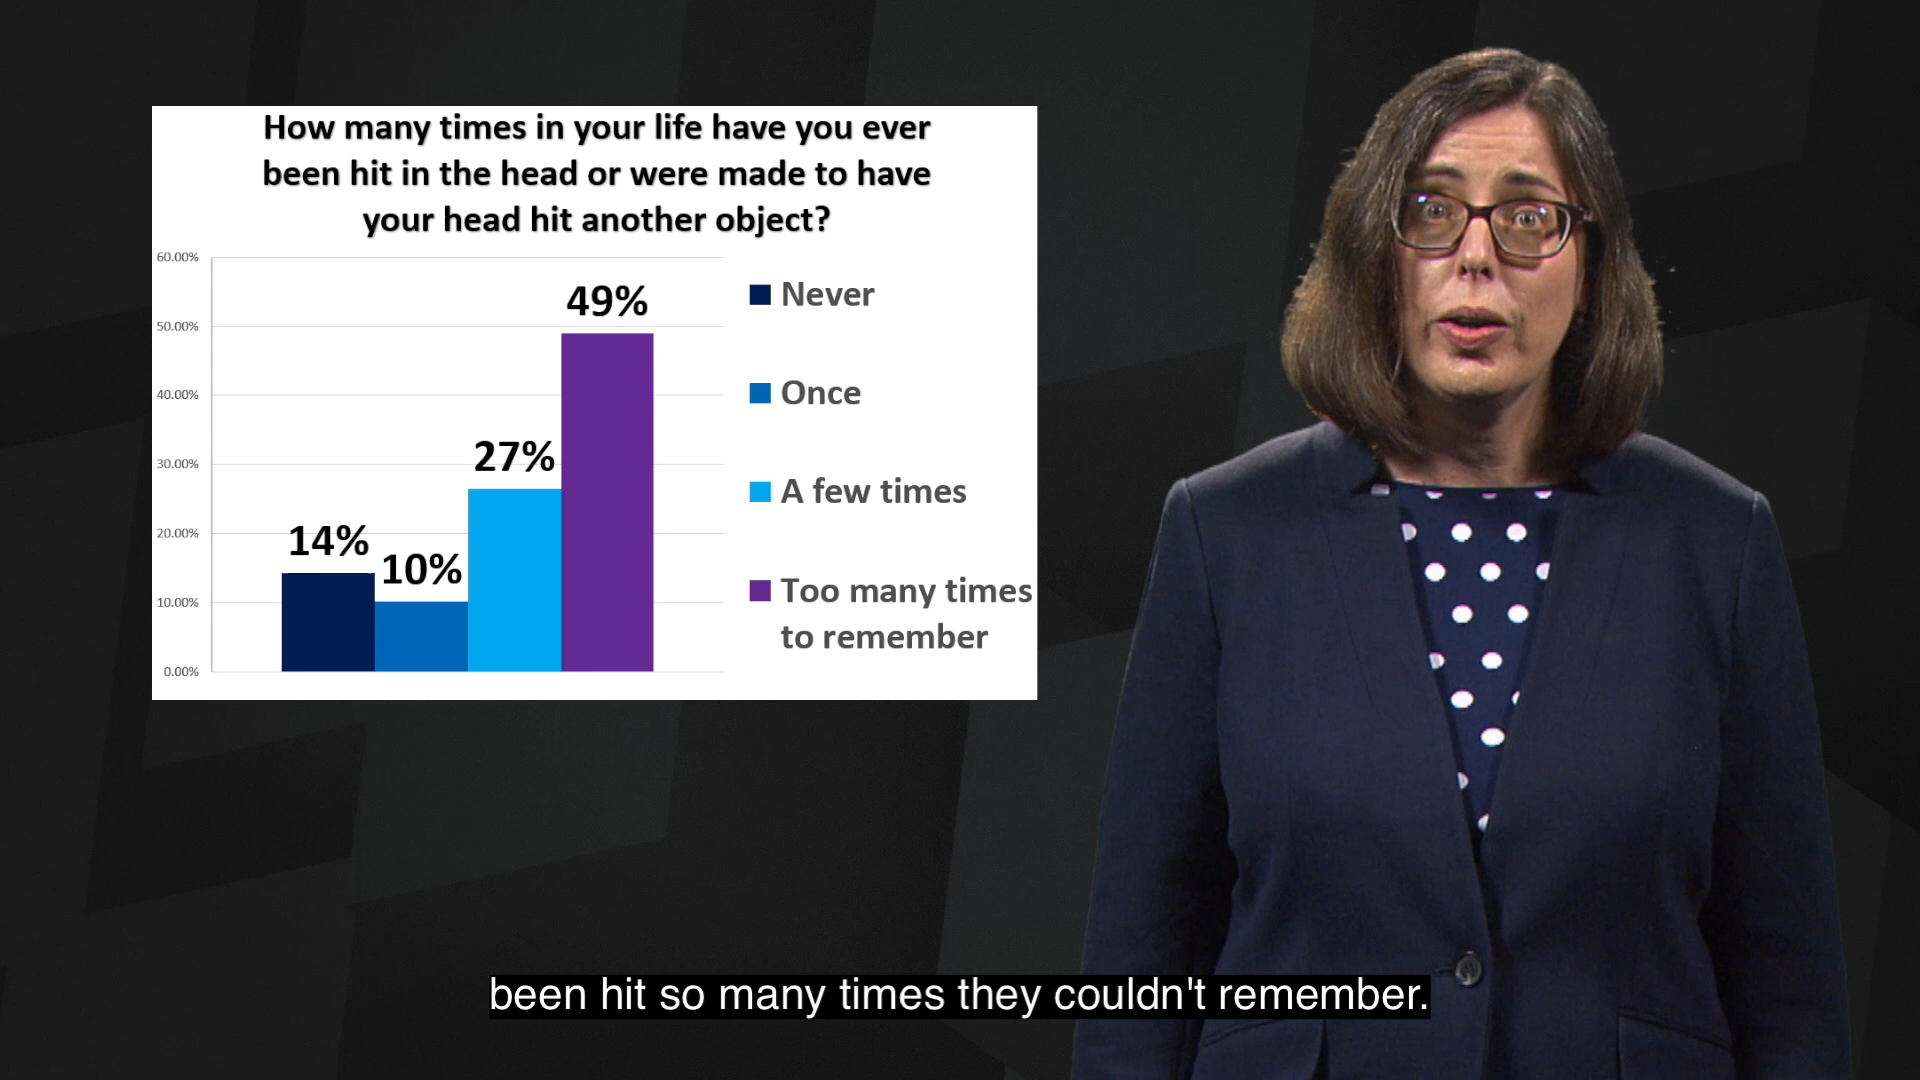 How many times in your life have you ever
been hit in the head or were made to have
your head hit another object?
60.00%
50.00%
40.00%
30.00%
20.00%
10.00%
0.00%
14%
10%
27%
49%
Never
Once
A few times
Too many times
to remember
been hit so many times they couldn't remember.